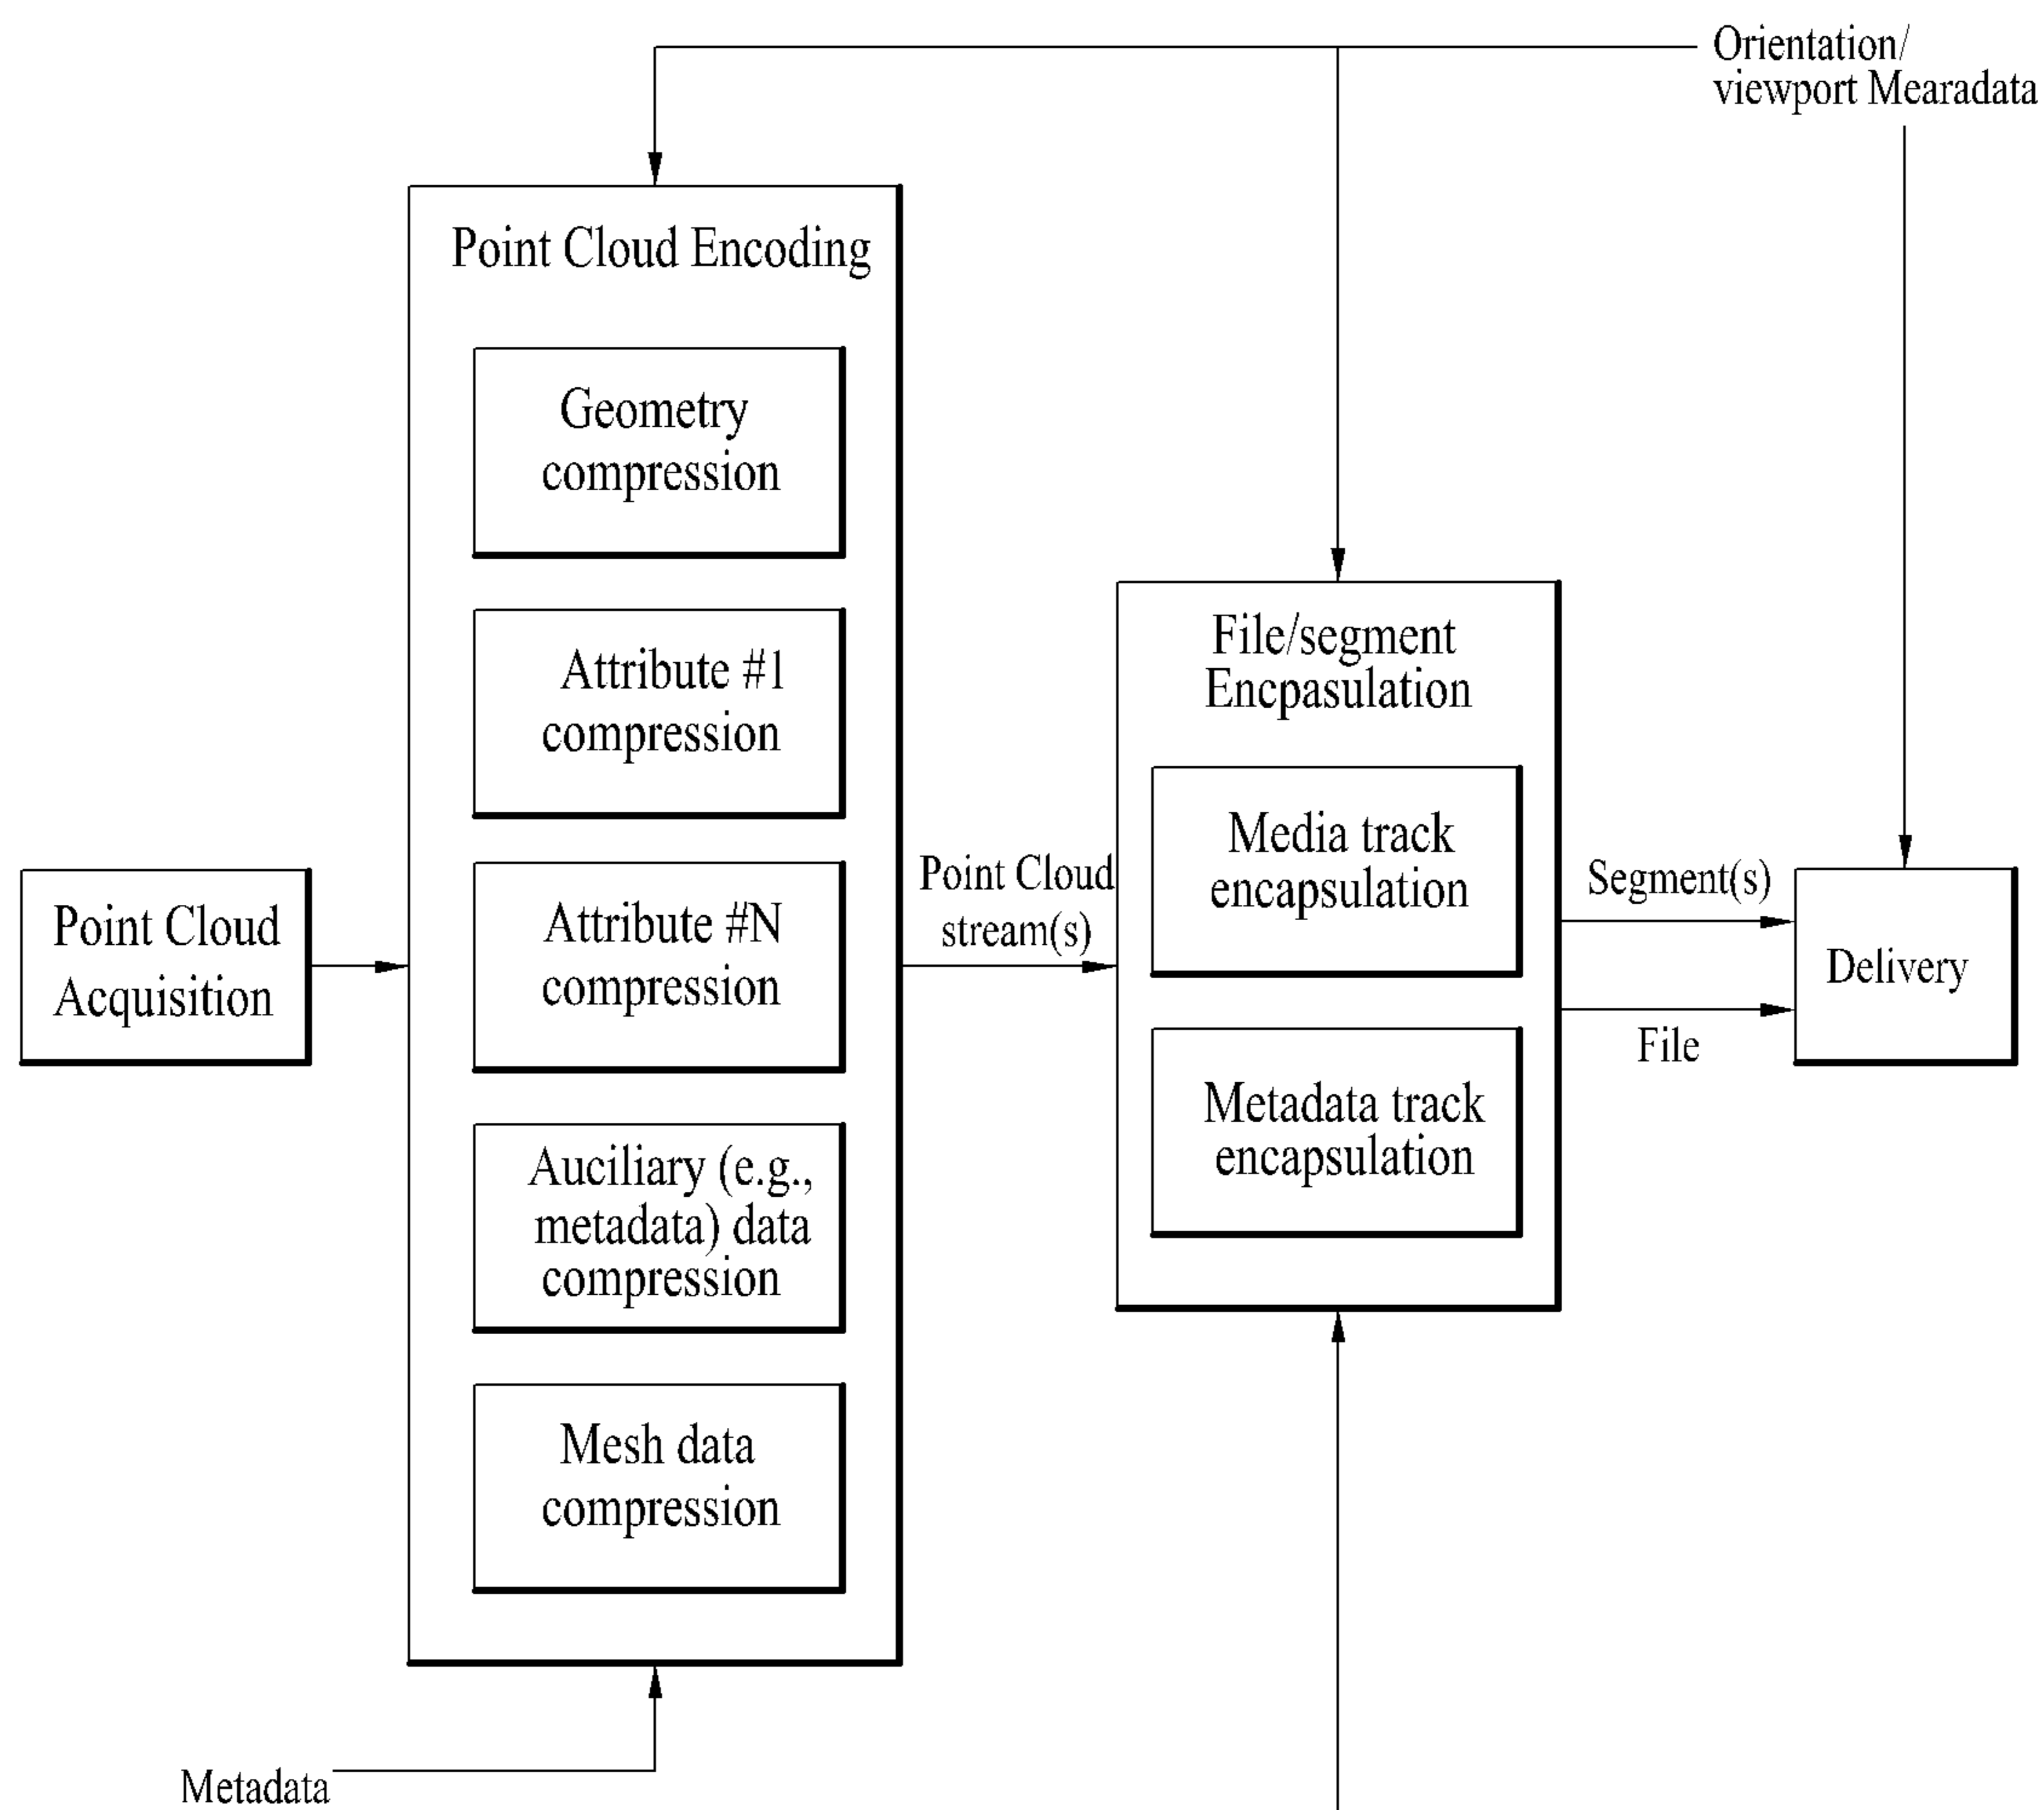 Orientation/
viewport Mearadata
Point Cloud Encoding
Geometry
compression
Attribute #1
compression
Attribute #N
compression
Auciliary (e.g.,
metadata) data
compression
Mesh data
compression
Point Cloud
Acquisition
Point Cloud
stream(s)
File/segment
Encpasulation
Media track
encapsulation
Metadata track
encapsulation
Segment(s)
File
Delivery
Metadata